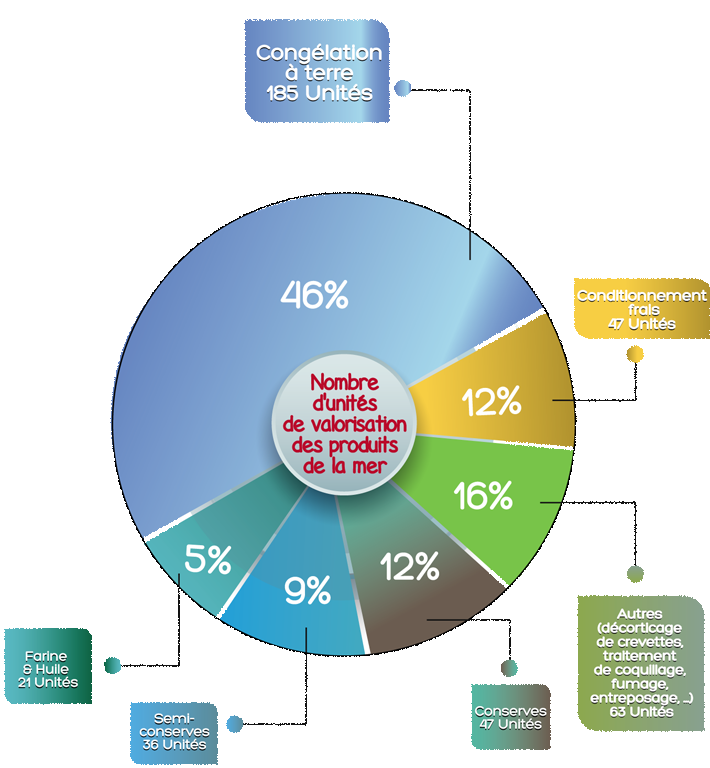 Congélation
à terre
185 Unités
46%
Conditionnement
frais
47 Unités
Nombre
d'unités
de valorisation
des produits
de la mer
12%
16%
5%
12%
9%
Autres
(décorticage
de crevettes,
traitement
de coquillage,
fumage,
entreposage, ...)
63 Unités
Farine
& Huile
21 Unités
Semi-
conserves
36 Unités
Conserves
47 Unités